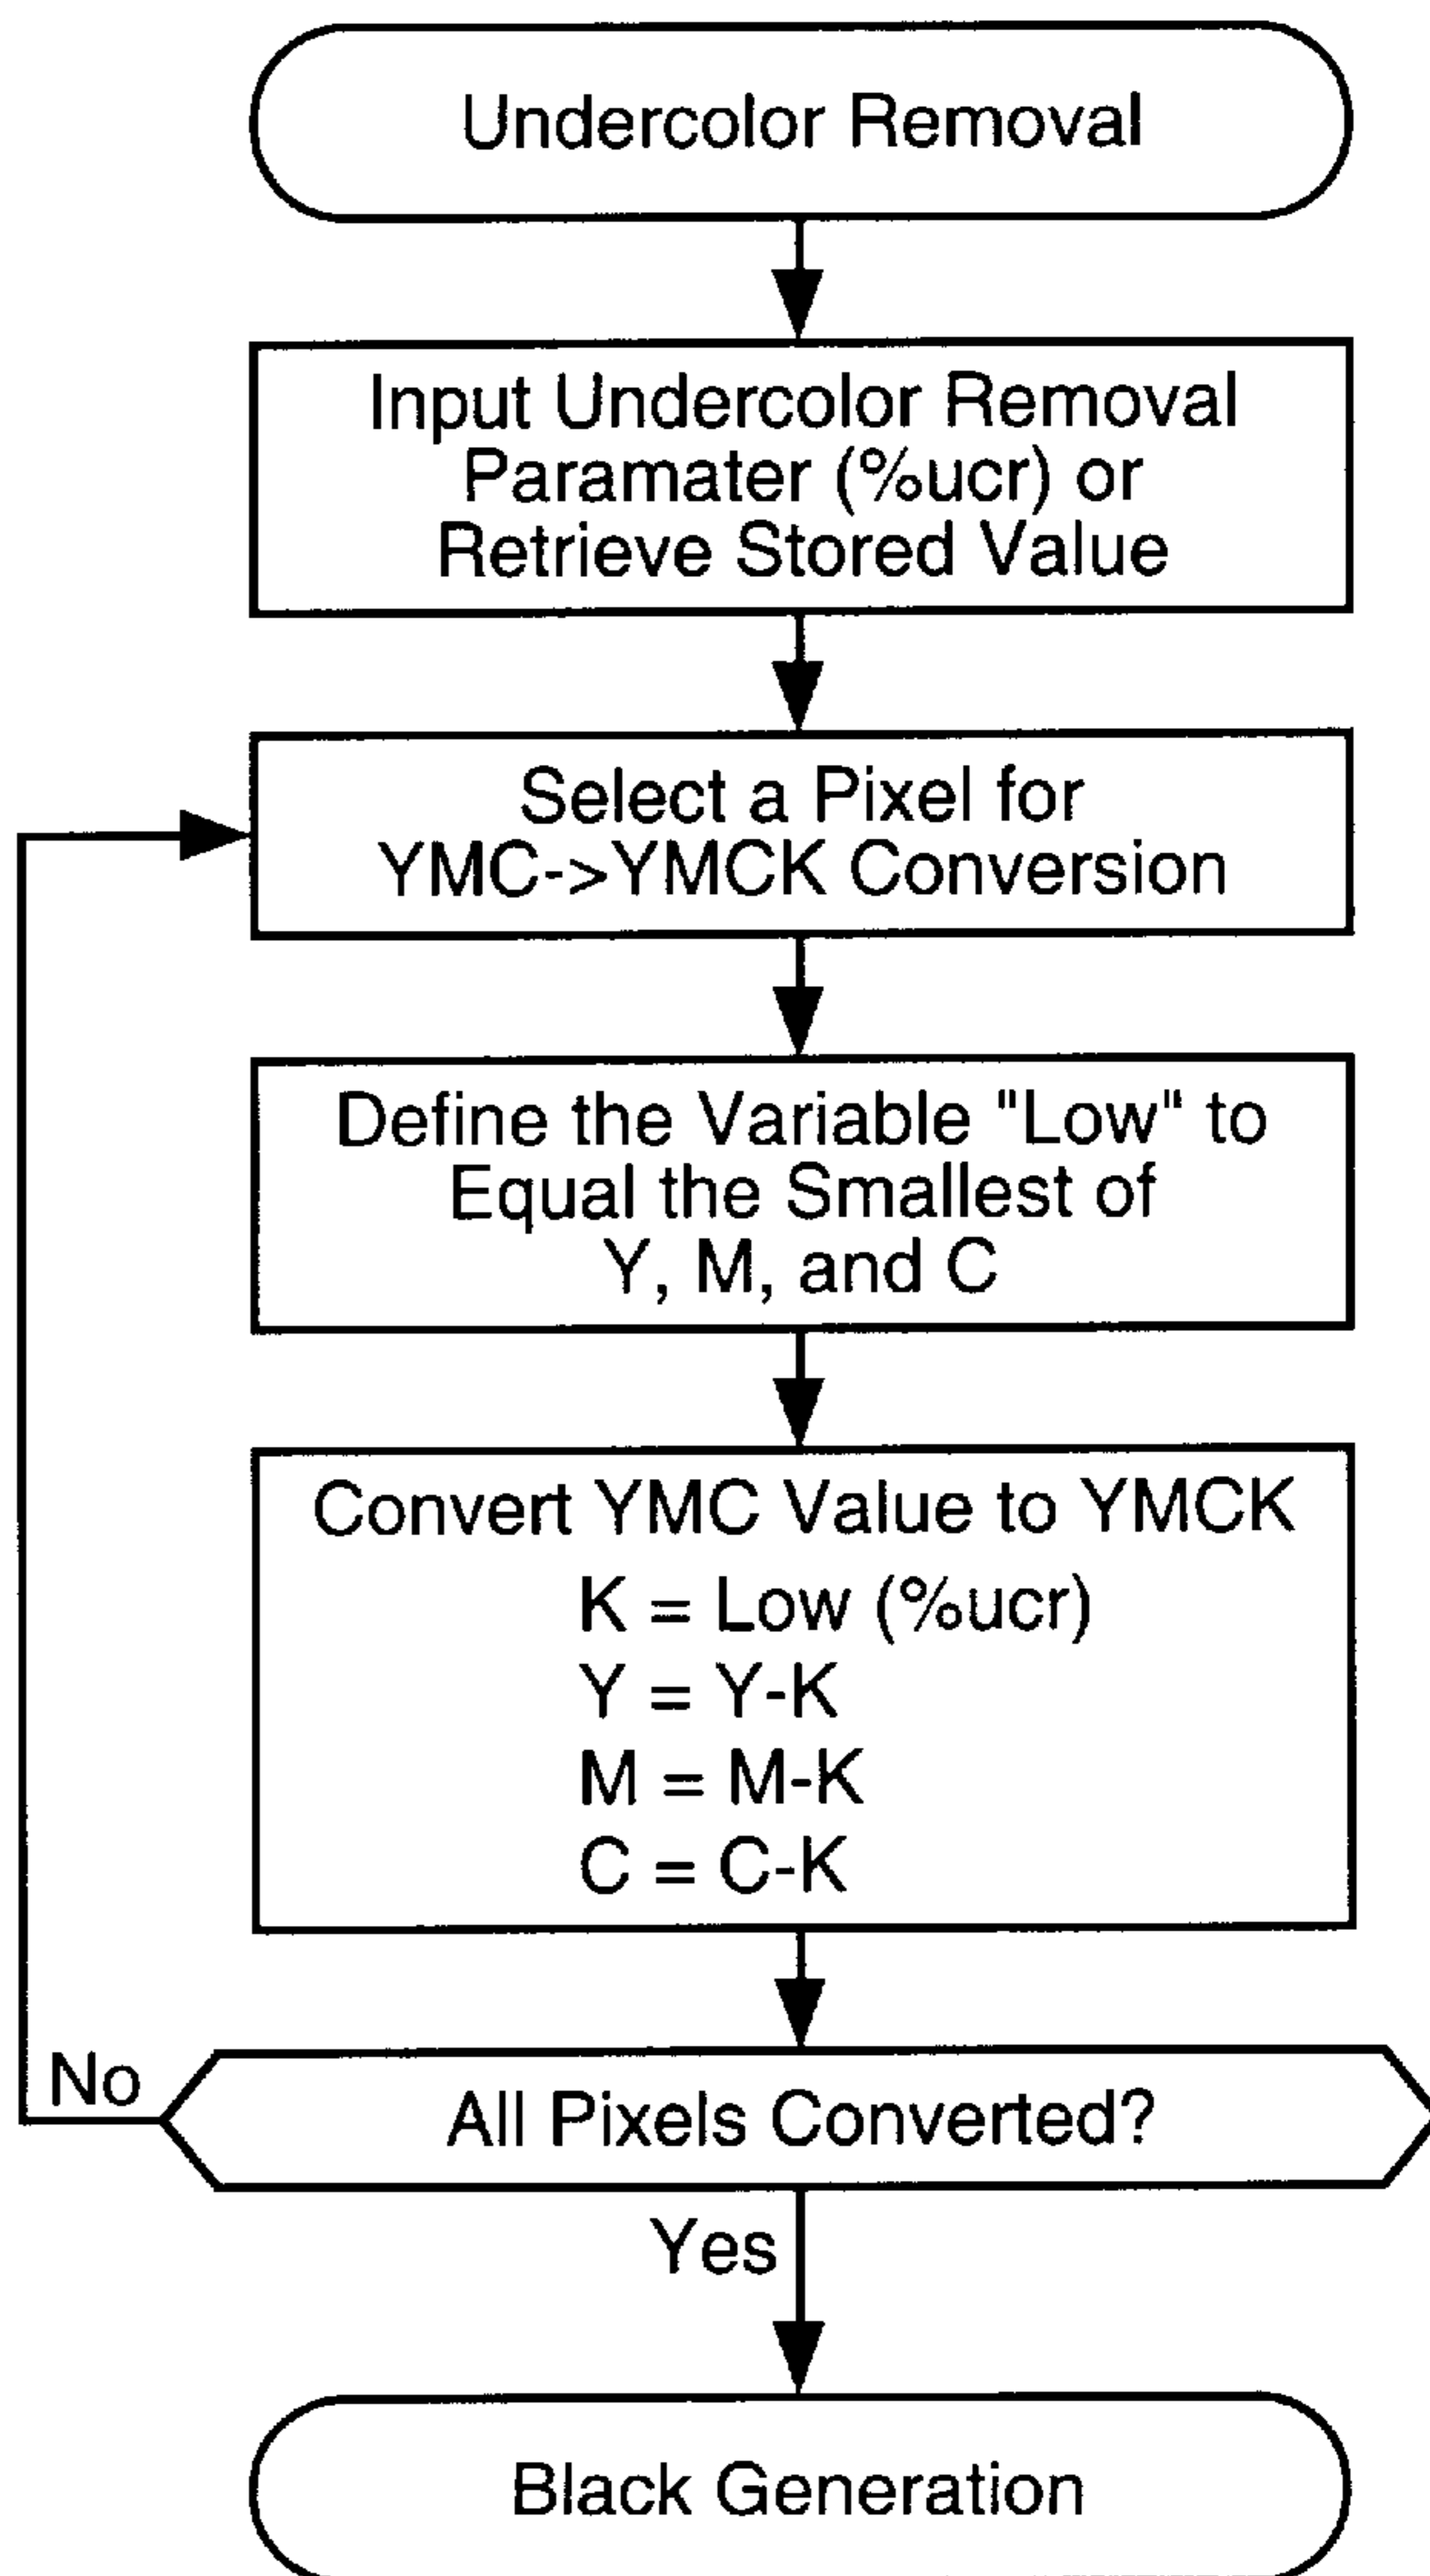 Undercolor Removal
Input Undercolor Removal
Paramater (%ucr) or
Retrieve Stored Value
Select a Pixel for
YMC->YMCK Conversion
Define the Variable "Low" to
Equal the Smallest of
Y, M, and C
Convert YMC Value to YMCK
K = Low (%ucr)
Y = Y-K
M = M-K
C = C-K
No
All Pixels Converted?
Yes
Black Generation